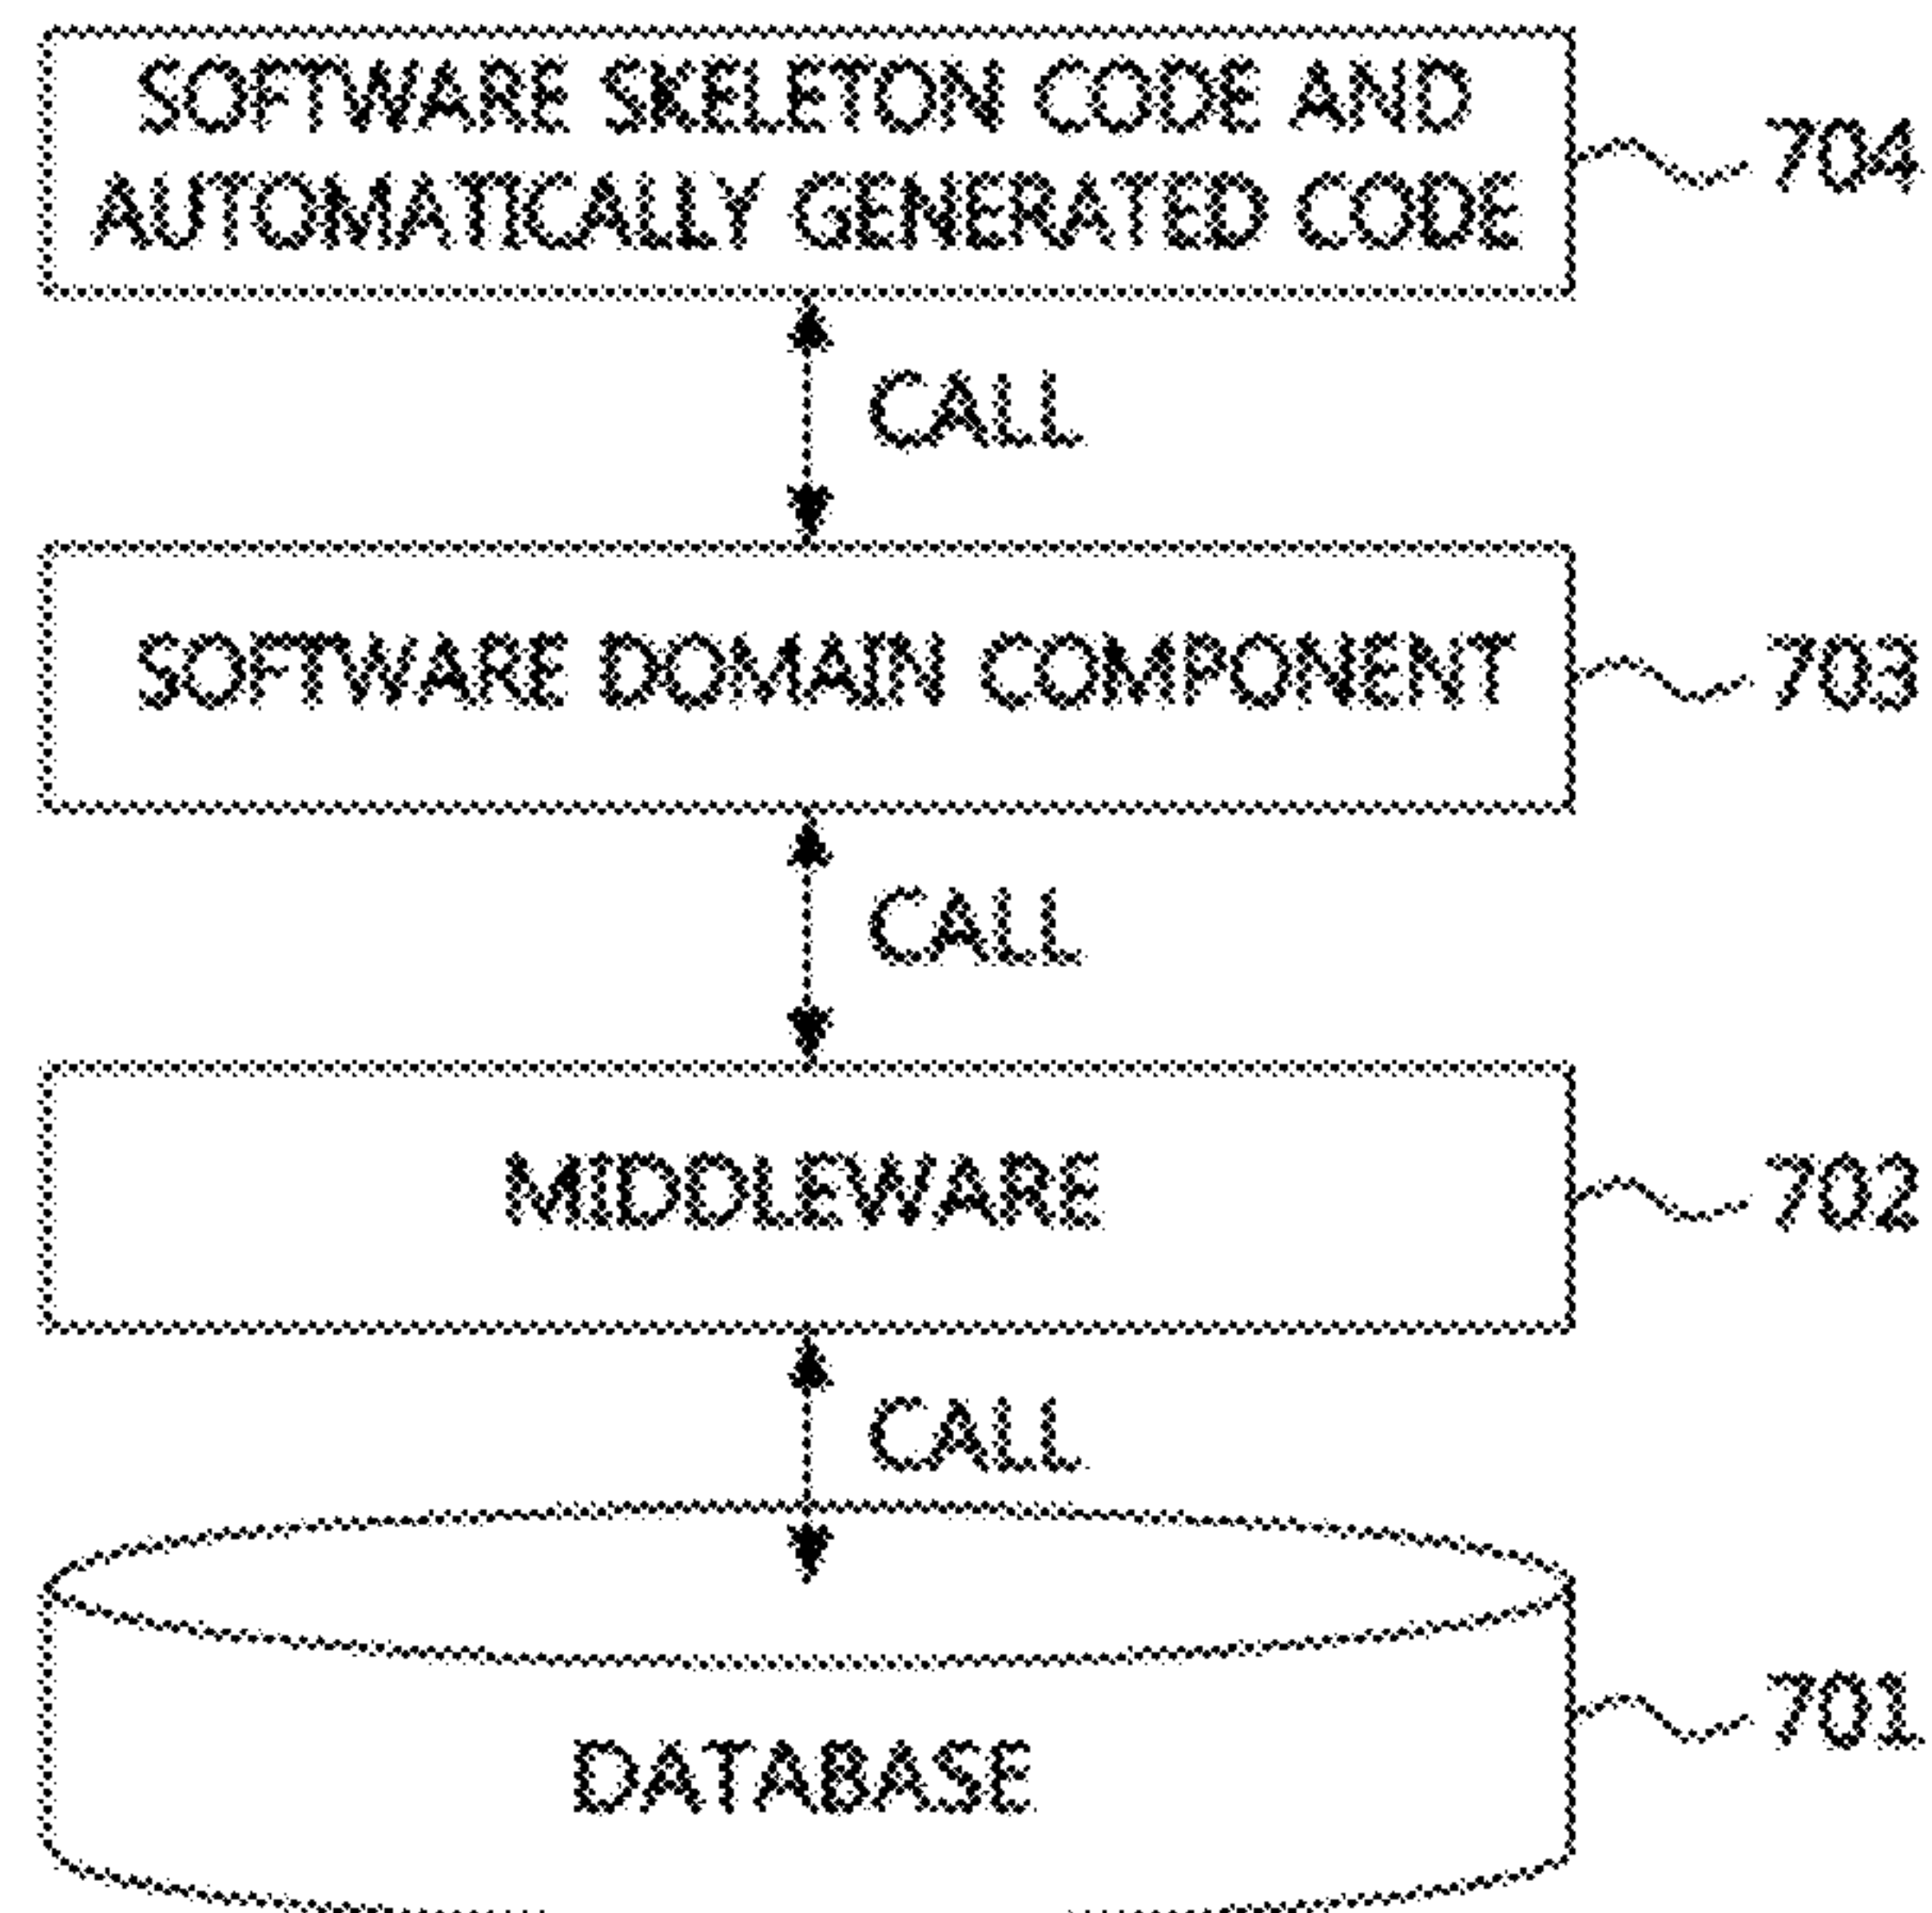 SOFTWARE SKELETON CODE AND
AUTOMATICALLY GENERATED CODE
704
CALL
SOFTWARE DOMAIN COMPONENT
703
CALL
MIDDLEWARE
702
CALL
DATABASE
701